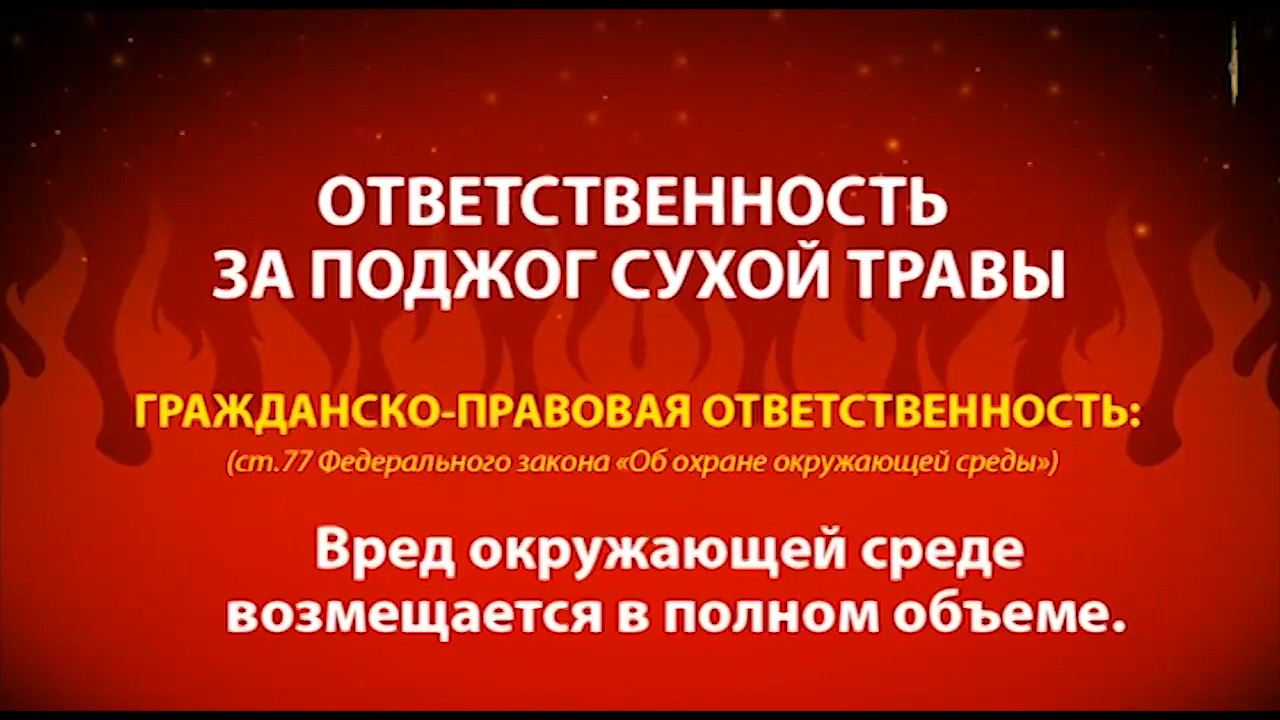 ОТВЕТСТВЕННОСТЬ
ЗА ПОДЖОГ СУХОЙ ТРАВЫ
ГРАЖДАНСКО-ПРАВОВАЯ ОТВЕТСТВЕННОСТЬ:
(ст.77 Федерального закона «Об охране окружающей среды»)
Вред окружающей среде
возмещается в полном объеме.